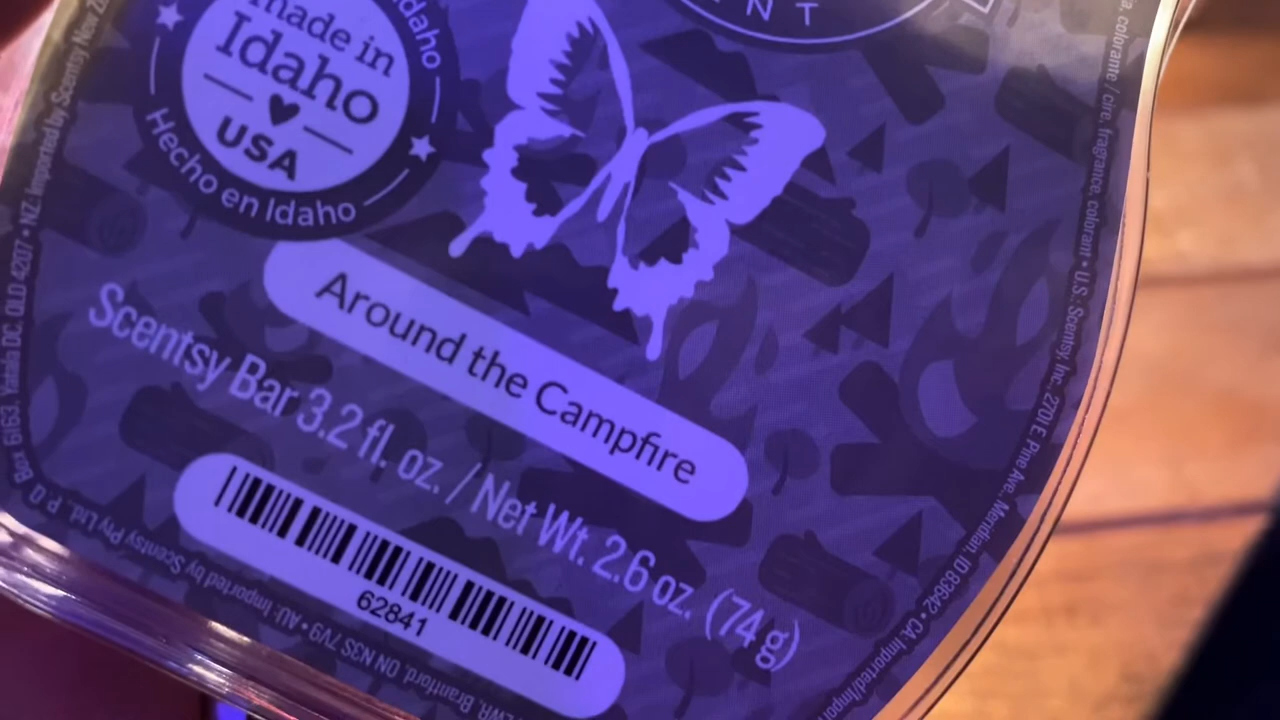 made in
Idaho
USA
Idaho
Hecho en Idaho
NT
Around the Campfire
Scentsy Bar 3.2 fl. oz. / Net Wt. 2.6 oz. (74 g)
62841
colorante / cire, fragrance, colorant • U.S.: Scentsy, Inc., 2701 E Pine Ave., Meridian, ID 83642 • CA: Imported/Impor
Brantford, ON N3S 7V9 • AU: Imported by Scentsy Pty Ltd., P. O Box 6163, Yatala DC, QLD 4207 • NZ: Imported by Scentsy New